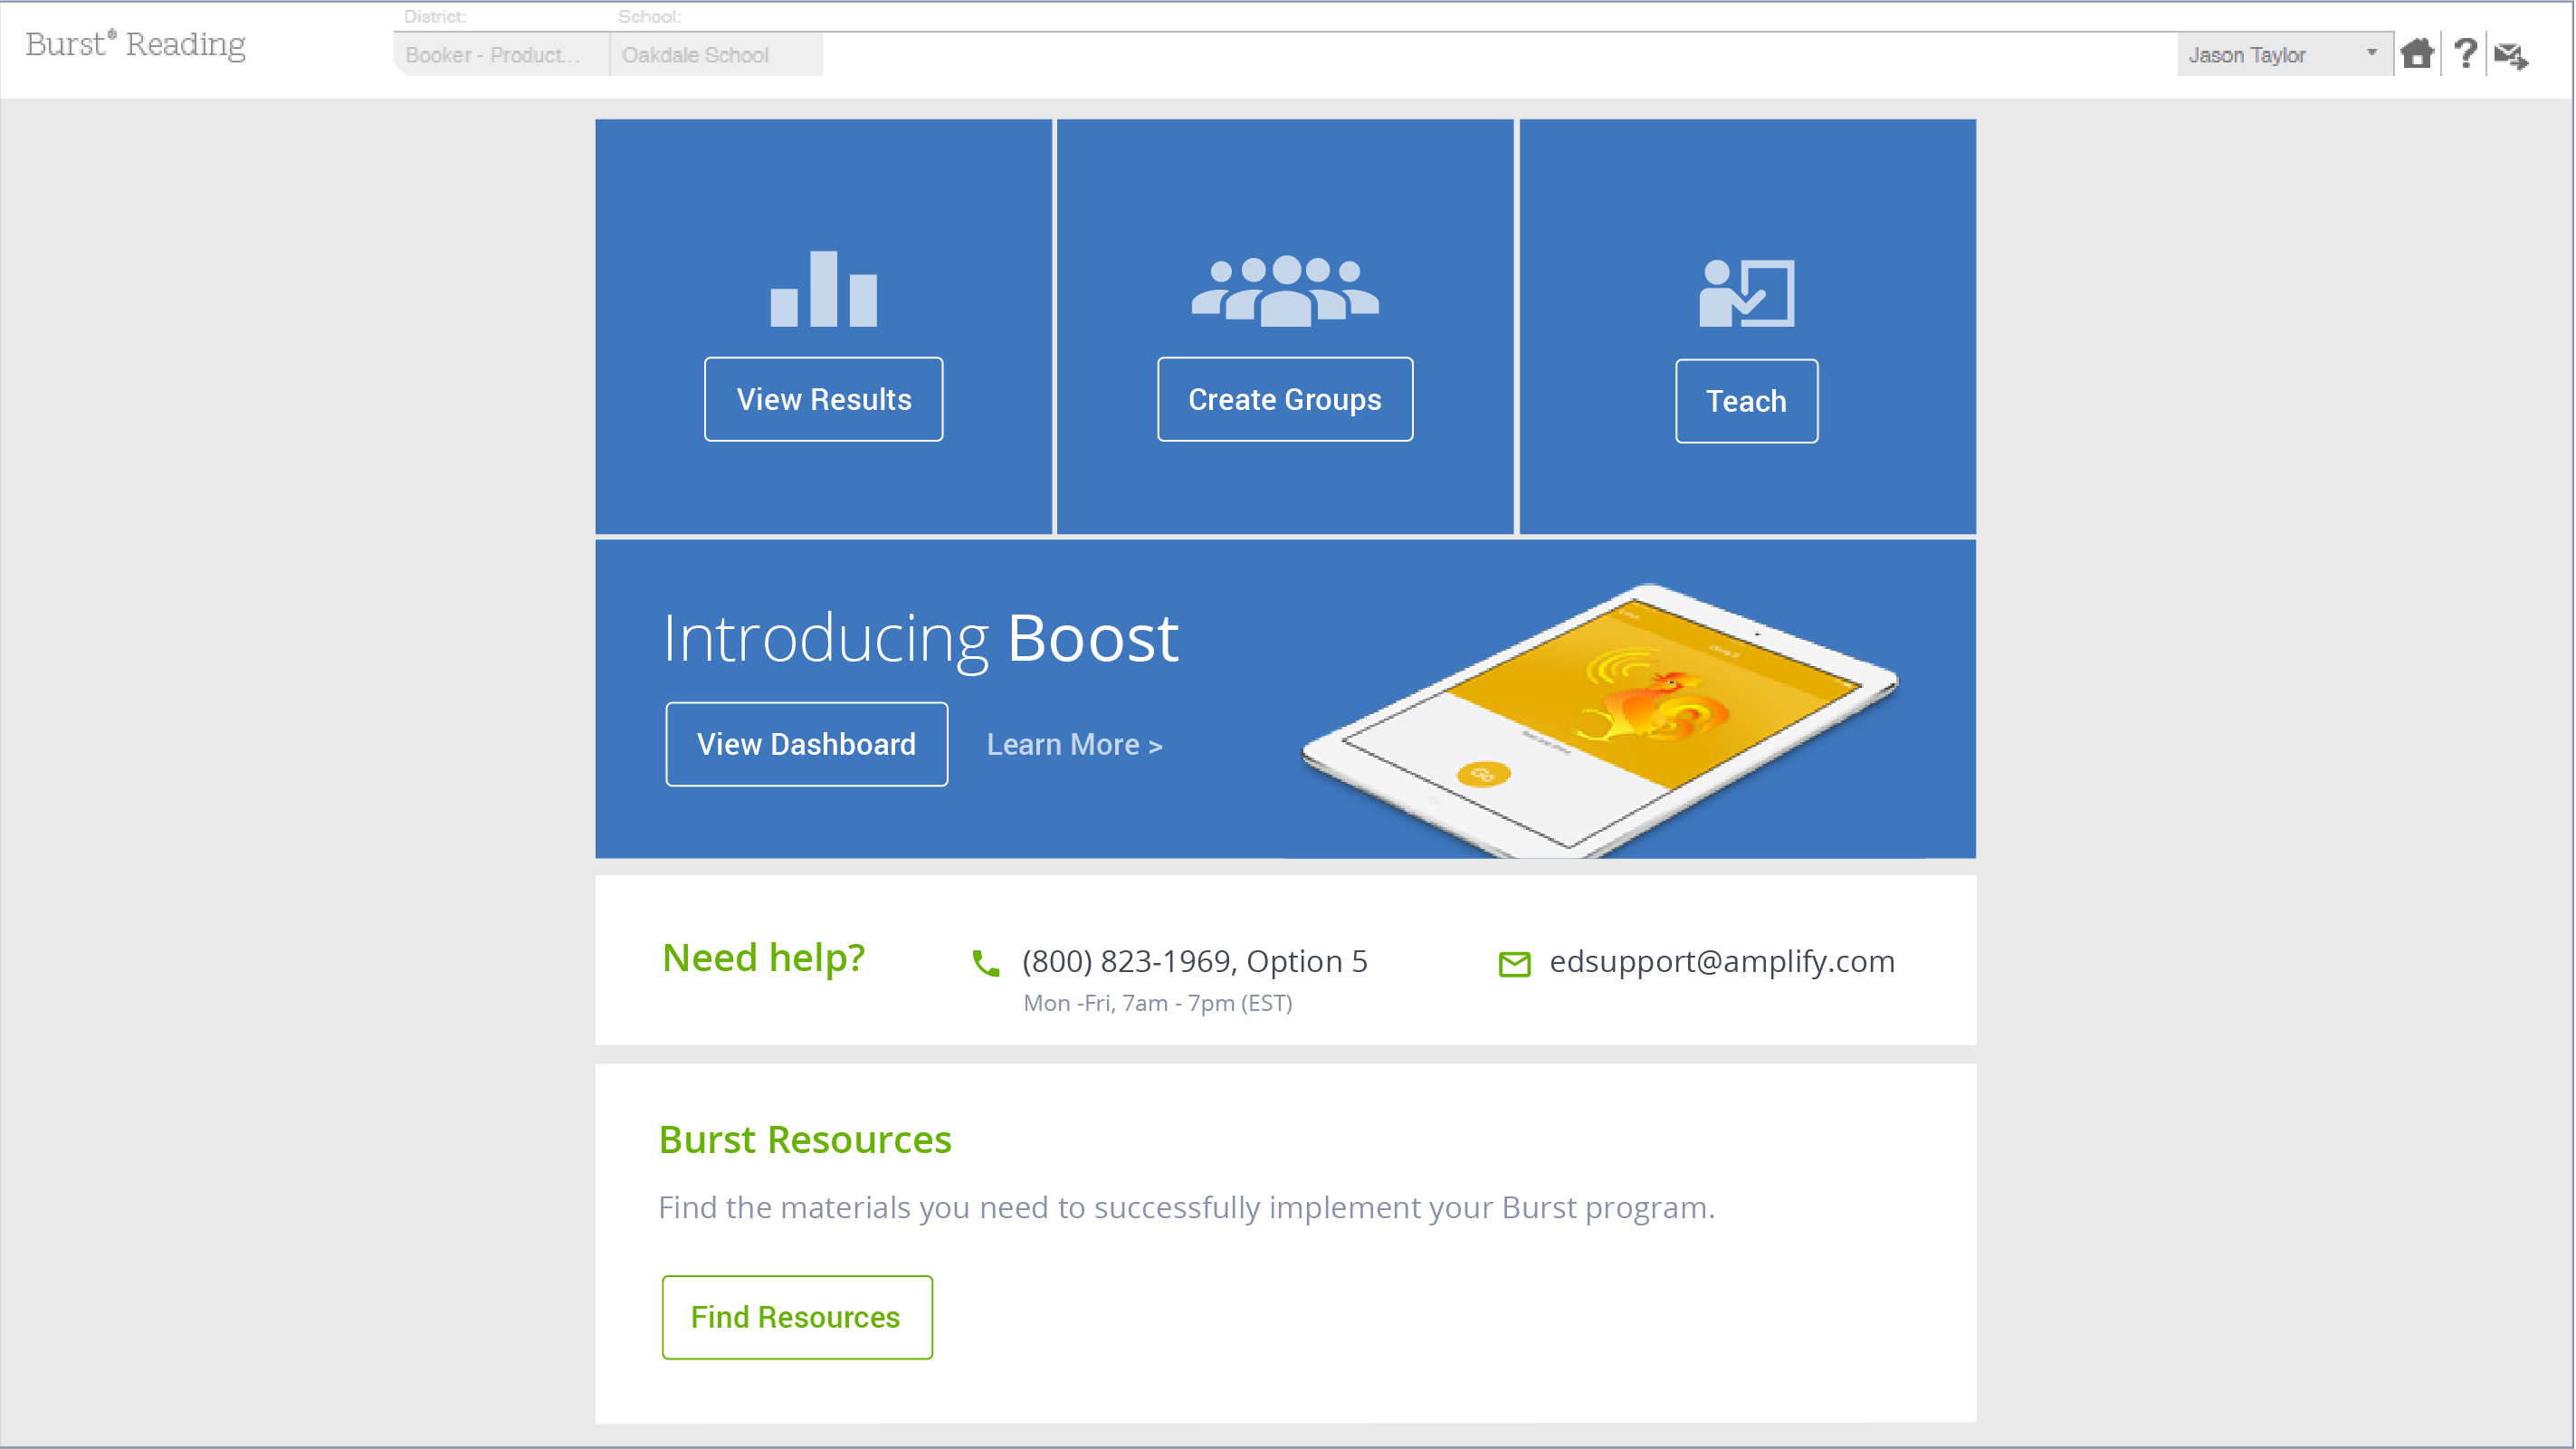 District:
School:
Burst® Reading
Booker - Product...
Oakdale School
Jason Taylor
View Results
Create Groups
Teach
Introducing Boost
View Dashboard
Learn More >
Go
Need help?
(800) 823-1969, Option 5
edsupport@amplify.com
Mon -Fri, 7am - 7pm (EST)
Burst Resources
Find the materials you need to successfully implement your Burst program.
Find Resources